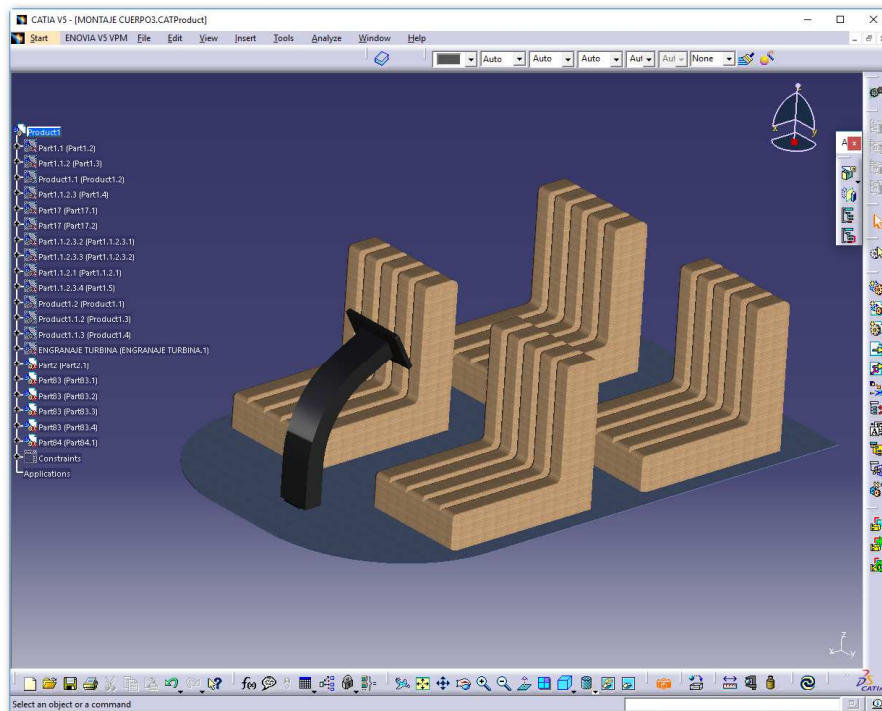 CATIA V5 - [MONTAJE CUERPO3.CATProduct]
Start ENOVIA V5 VPM File Edit View Insert Tools Analyze Window Help
Auto Auto Auto Aut Aut None
Product1
Part1.1 (Part1.2)
Part1.1.2 (Part1.3)
Product1.1 (Product1.2)
Part1.1.2.3 (Part1.4)
Part17 (Part17.1)
Part17 (Part17.2)
Part1.1.2.3.2 (Part1.1.2.3.1)
Part1.1.2.3.3 (Part1.1.2.3.2)
Part1.1.2.1 (Part1.1.2.1)
Part1.1.2.3.4 (Part1.5)
Product1.2 (Product1.1)
Product1.1.2 (Product1.3)
Product1.1.3 (Product1.4)
ENGRANAJE TURBINA (ENGRANAJE TURBINA.1)
Part2 (Part2.1)
Part83 (Part83.1)
Part83 (Part83.2)
Part83 (Part83.3)
Part83 (Part83.4)
Part84 (Part84.1)
Constraints
Applications
A
z
x y
z
x y
f(x)
CATIA
Select an object or a command